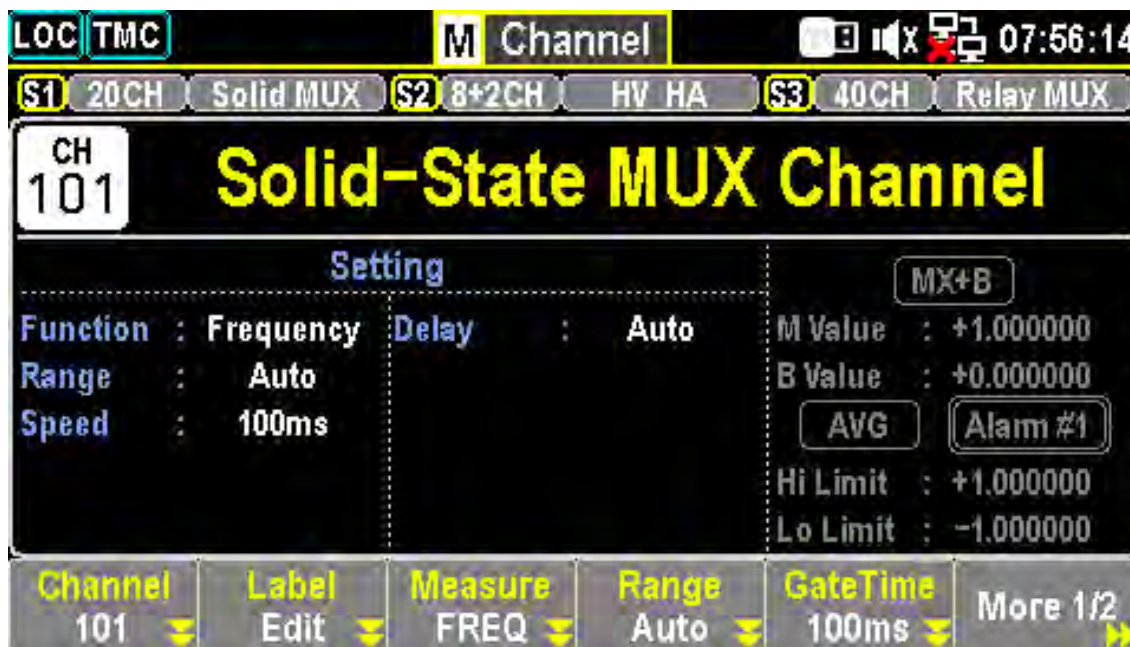 LOC TMC M Channel 07:56:14
S1 20CH Solid MUX S2 8+2CH HV HA S3 40CH Relay MUX
CH
101
Solid-State MUX Channel
Setting
Function : Frequency
Range : Auto
Speed : 100ms
Delay : Auto
MX+B
M Value : +1.000000
B Value : +0.000000
AVG Alarm #1
Hi Limit : +1.000000
Lo Limit : -1.000000
Channel
101
Label
Edit
Measure
FREQ
Range
Auto
GateTime
100ms
More 1/2